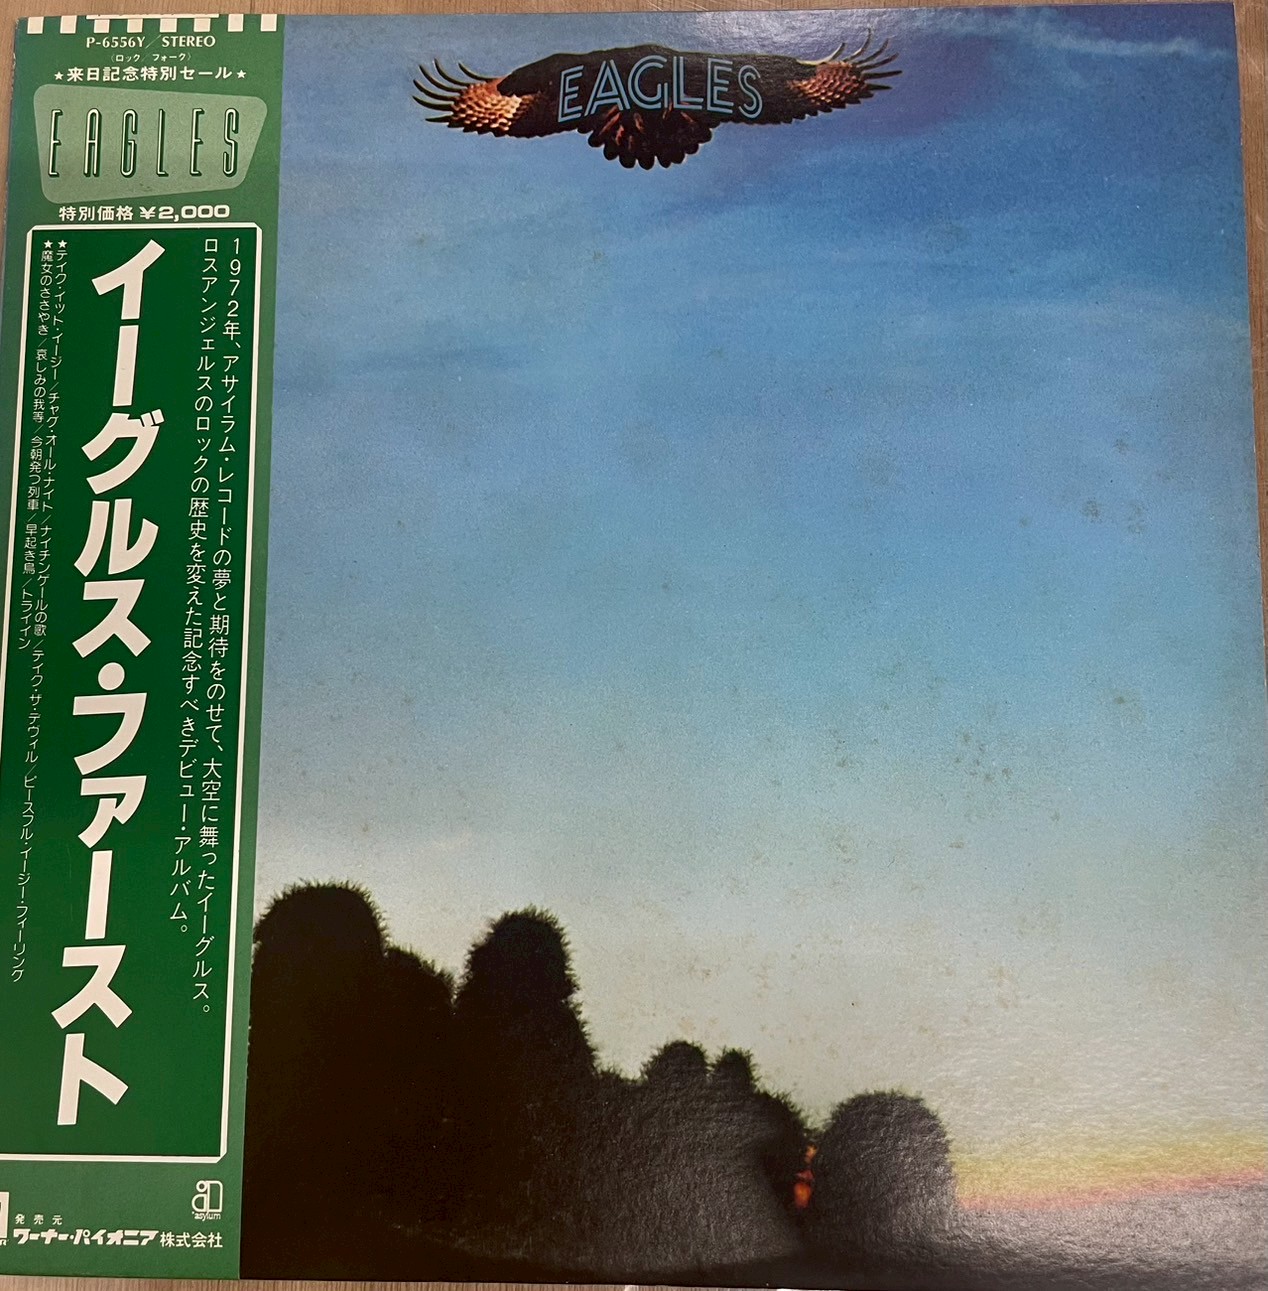 P-6556Y/STEREO
(ロック/フォーク)
★来日記念特別セール★
EAGLES
特別価格 ¥2,000
1972年、アサイラム・レコードの夢と期待をのせて、大空に舞ったイーグルス。
ロスアンジェルスのロックの歴史を変えた記念すべきデビュー・アルバム。
イーグルス・ファースト
★★テイク・イット・イージー/チャグ・オール・ナイト/ナイチンゲールの歌/テイク・ザ・デヴィル/ピースフル・イージー・フィーリング
★魔女のささやき/哀しみの我等/今朝発つ列車/早起き鳥/トライイン
asylum
発売元
ワーナー・パイオニア株式会社
EAGLES